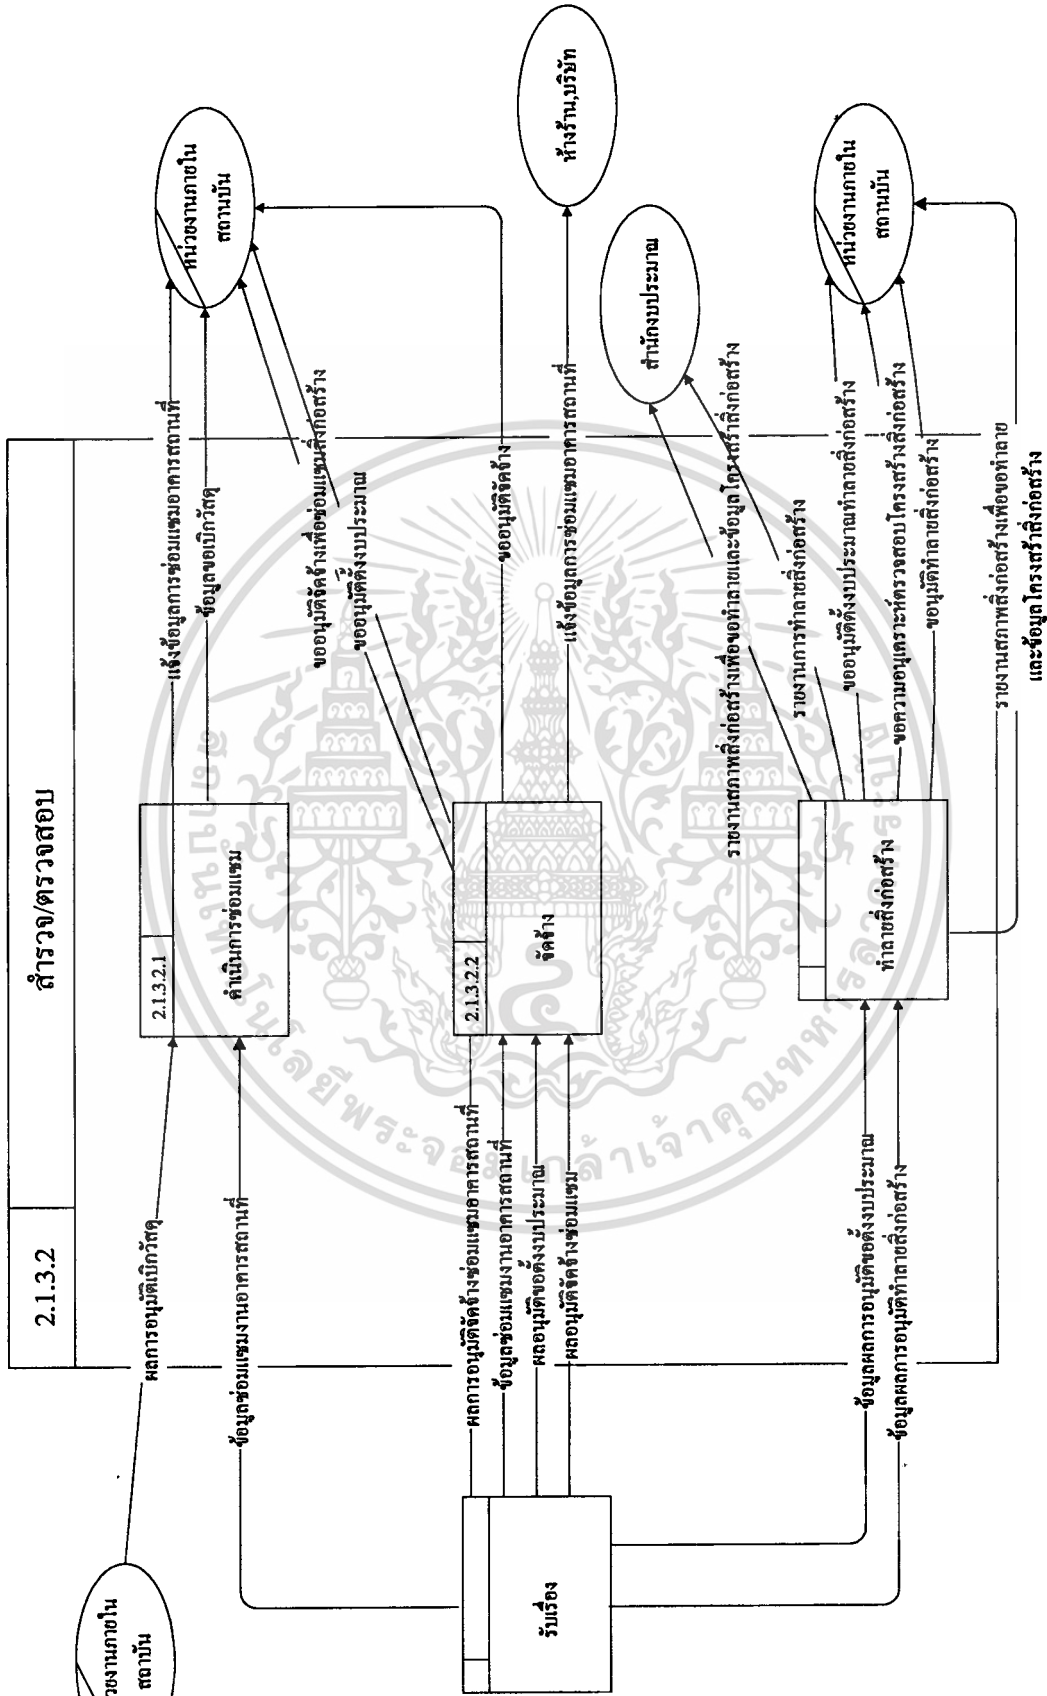 2.1.3.2
สำรวจ/ตรวจสอบ
สถาบัน
ผลการอนุมัติเบิกวัสดุ
ข้อมูลซ่อมแซมงานอาคารสถานที่
2.1.3.2.1
ดำเนินการซ่อมแซม
แจ้งข้อมูลการซ่อมแซมอาคารสถานที่
ข้อมูลขอเบิกวัสดุ
หน่วยงานภายใน
สถานบัน
รับเรื่อง
ผลการอนุมัติจัดจ้างซ่อมแซมอาคารสถานที่
ข้อมูลซ่อมแซมงานอาคารสถานที่
ผลอนุมัติขอตั้งงบประมาณ
ผลอนุมัติจัดจ้างซ่อมแซม
2.1.3.2.2
จัดจ้าง
ขออนุมัติจัดจ้างเพื่อซ่อมแซมสิ่งก่อสร้าง
ขออนุมัติตั้งงบประมาณ
ขออนุมัติจัดจ้าง
แจ้งข้อมูลการซ่อมแซมอาคารสถานที่
ห้างร้าน,บริษัท
สำนักงบประมาณ
ข้อมูลผลการอนุมัติขอตั้งงบประมาณ
ข้อมูลผลการอนุมัติทำลายสิ่งก่อสร้าง
ทำลายสิ่งก่อสร้าง
รายงานสภาพสิ่งก่อสร้างเพื่อขอทำลายและข้อมูลโครงสร้าสิ่งก่อสร้าง
รายงานการทำลายสิ่งก่อสร้าง
ขออนุมัติตั้งงบประมาณทำลายสิ่งก่อสร้าง
ขอความอนุเคราะห์ตรวจสอบโครงสร้างสิ่งก่อสร้าง
ขอนุมัติทำลายสิ่งก่อสร้าง
รายงานสภาพสิ่งก่อสร้างเพื่อขอทำลาย
และข้อมูลโครงสร้าสิ่งก่อสร้าง
หน่วยงานภายใน
สถานบัน